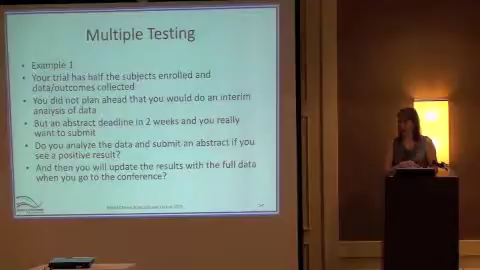 Multiple Testing
• Example 1
• Your trial has half the subjects enrolled and
data/outcomes collected
• You did not plan ahead that you would do an interim
analysis of data
• But an abstract deadline in 2 weeks and you really
want to submit
• Do you analyze the data and submit an abstract if you
see a positive result?
• And then you will update the results with the full data
when you go to the conference?